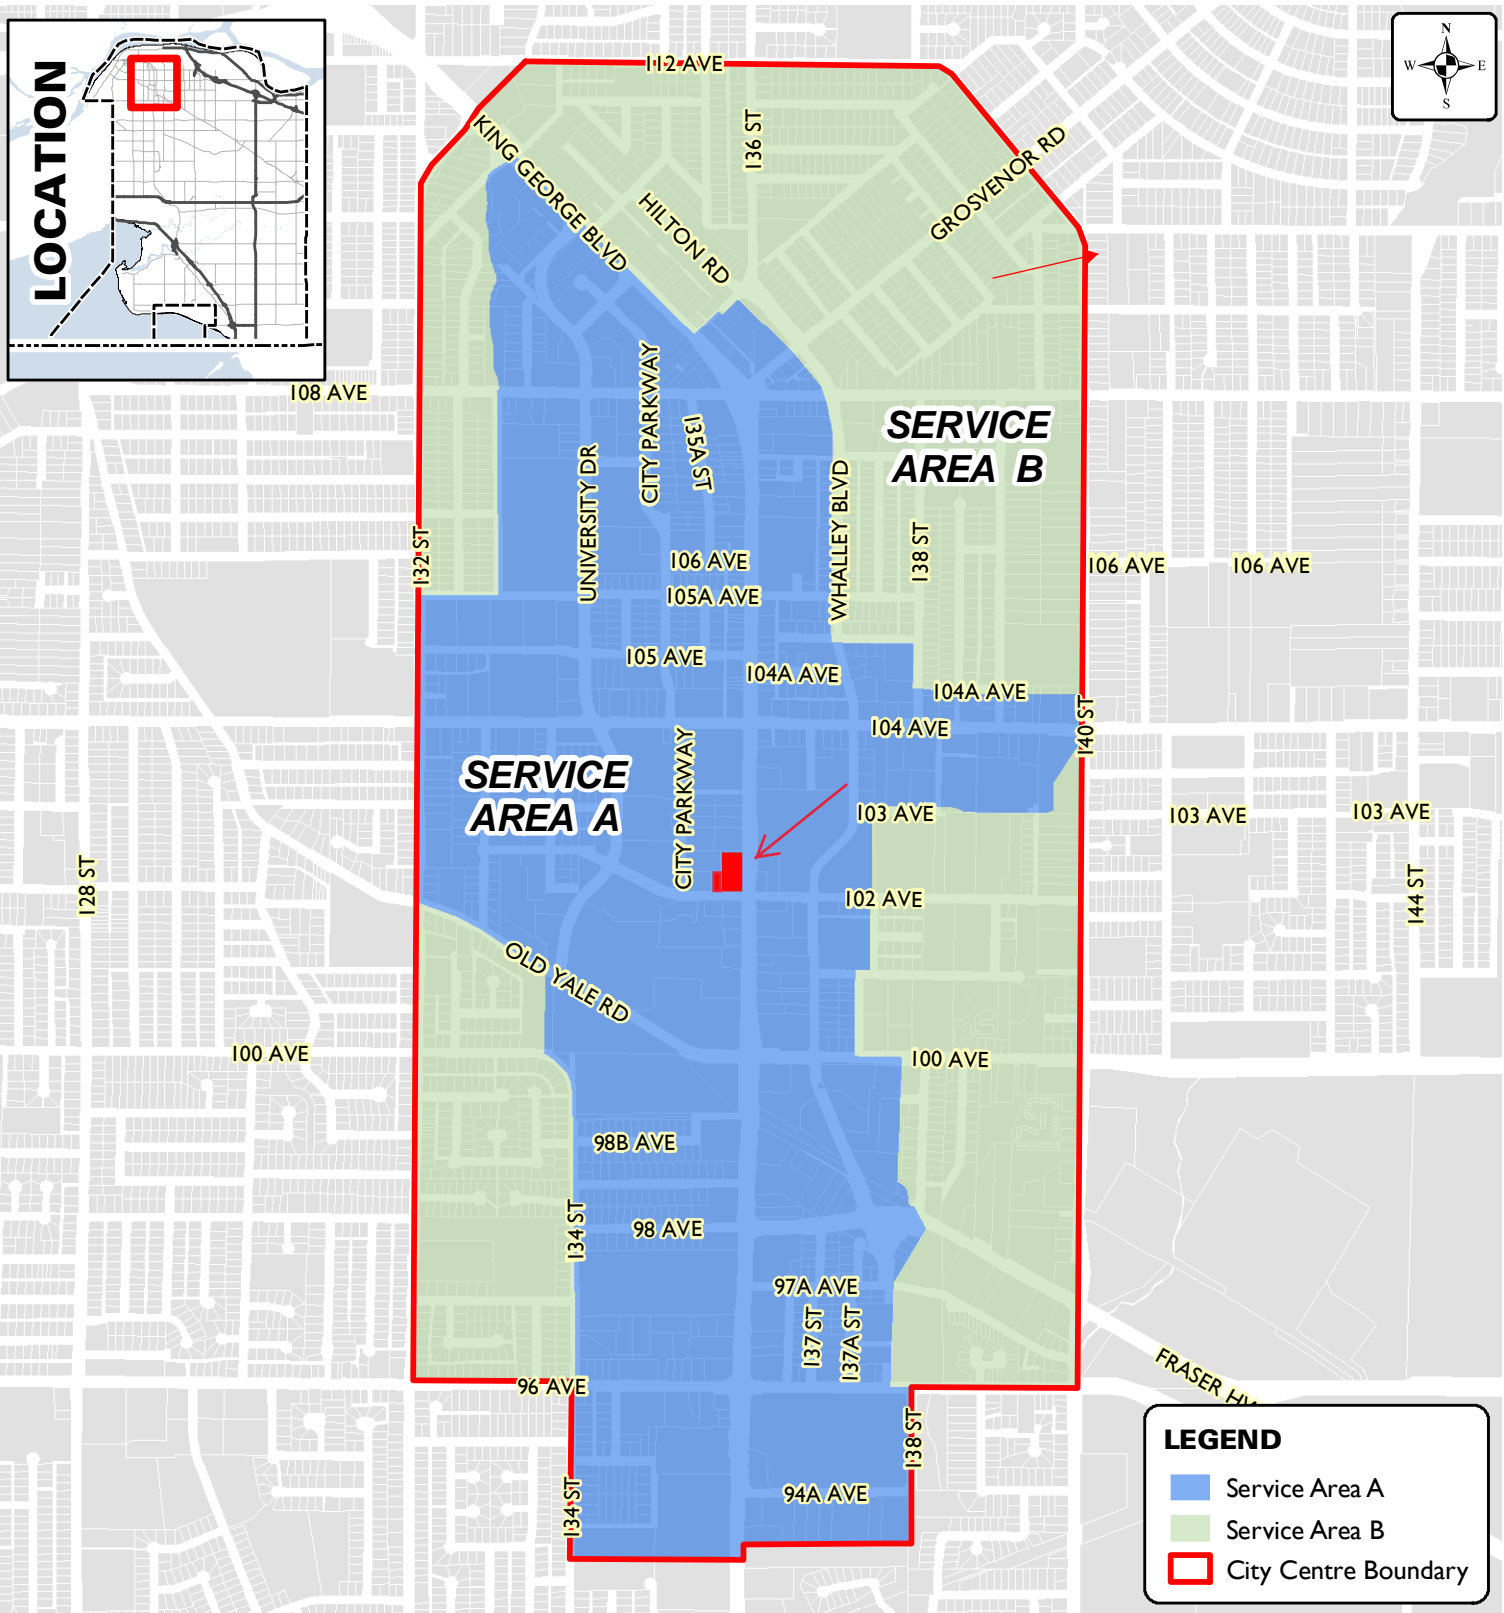 LOCATION
N
W
E
S
112 AVE
136 ST
KING GEORGE BLVD
HILTON RD
GROSVENOR RD
108 AVE
CITY PARKWAY
135A ST
UNIVERSITY DR
WHALLEY BLVD
SERVICE
AREA B
132 ST
138 ST
106 AVE
106 AVE
106 AVE
105A AVE
105 AVE
104A AVE
104A AVE
104 AVE
140 ST
CITY PARKWAY
SERVICE
AREA A
103 AVE
103 AVE
103 AVE
128 ST
102 AVE
144 ST
OLD YALE RD
100 AVE
100 AVE
98B AVE
134 ST
98 AVE
97A AVE
137 ST
137A ST
96 AVE
FRASER
138 ST
134 ST
94A AVE
LEGEND
Service Area A
Service Area B
City Centre Boundary